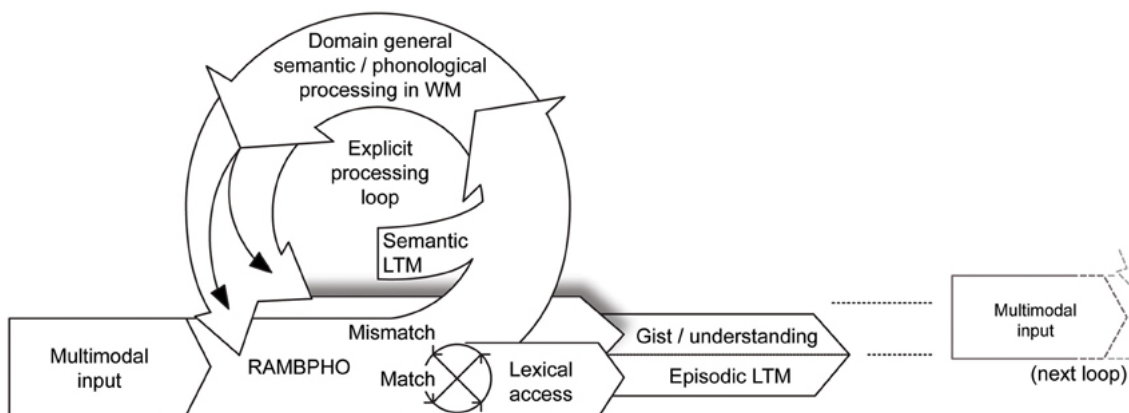 Domain general
semantic / phonological
processing in WM
Explicit
processing
loop
Semantic
LTM
Multimodal
input
RAMBPHO
Mismatch
Match
Lexical
access
Gist / understanding
Episodic LTM
Multimodal
input
(next loop)